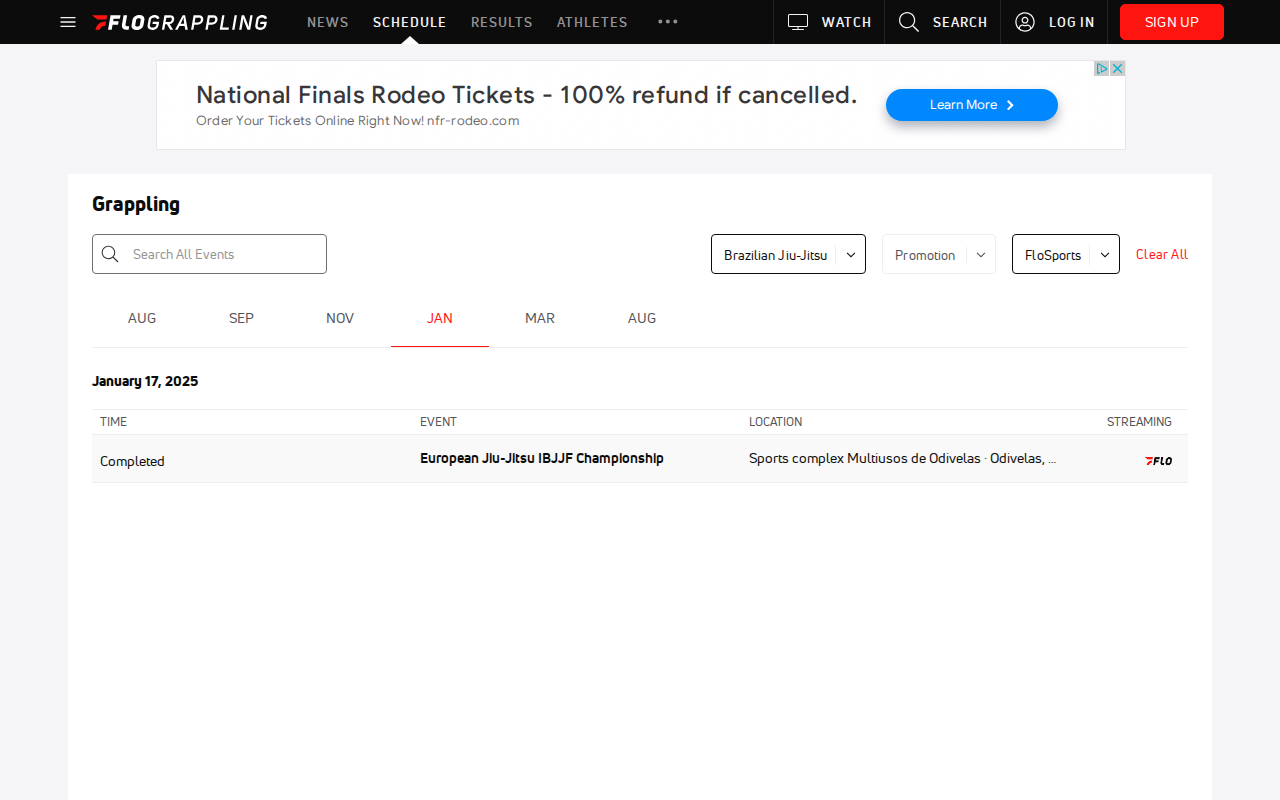 FLOGRAPPLING NEWS SCHEDULE RESULTS ATHLETES WATCH SEARCH LOG IN SIGN UP
National Finals Rodeo Tickets - 100% refund if cancelled.
Order Your Tickets Online Right Now! nfr-rodeo.com
Learn More
Grappling
Search All Events Brazilian Jiu-Jitsu Promotion FloSports Clear All
AUG SEP NOV JAN MAR AUG
January 17, 2025
TIME EVENT LOCATION STREAMING
Completed European Jiu-Jitsu IBJJF Championship Sports complex Multiusos de Odivelas · Odivelas, ... FLO